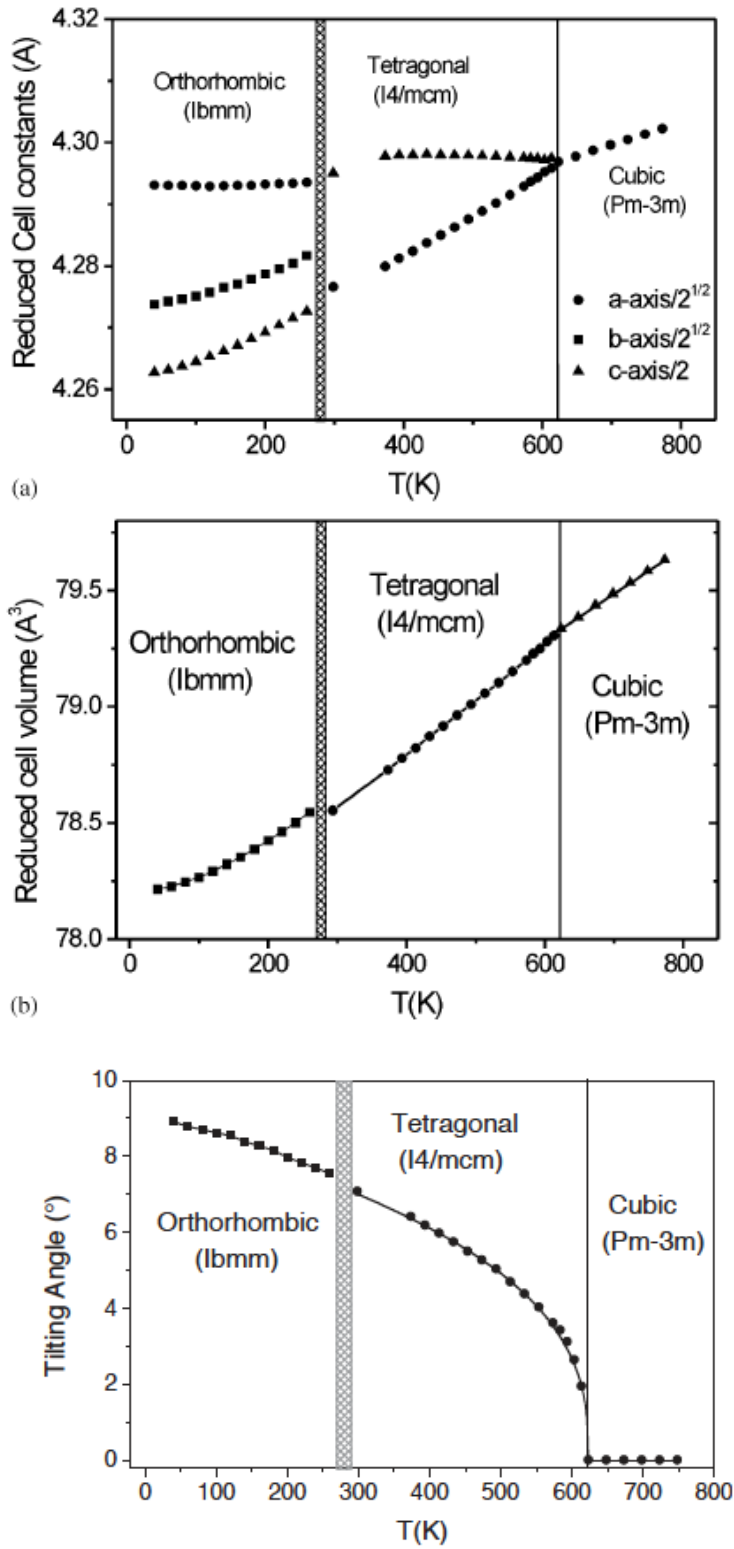 4.32
4.30
4.28
4.26
Reduced Cell constants (A)
Orthorhombic
(Ibmm)
Tetragonal
(I4/mcm)
Cubic
(Pm-3m)
a-axis/2^1/2
b-axis/2^1/2
c-axis/2
0 200 400 600 800
T(K)
(a)
79.5
79.0
78.5
78.0
Reduced cell volume (A³)
Orthorhombic
(Ibmm)
Tetragonal
(I4/mcm)
Cubic
(Pm-3m)
0 200 400 600 800
T(K)
(b)
10
8
6
4
2
0
Tilting Angle (°)
Tetragonal
(I4/mcm)
Orthorhombic
(Ibmm)
Cubic
(Pm-3m)
0 100 200 300 400 500 600 700 800
T(K)